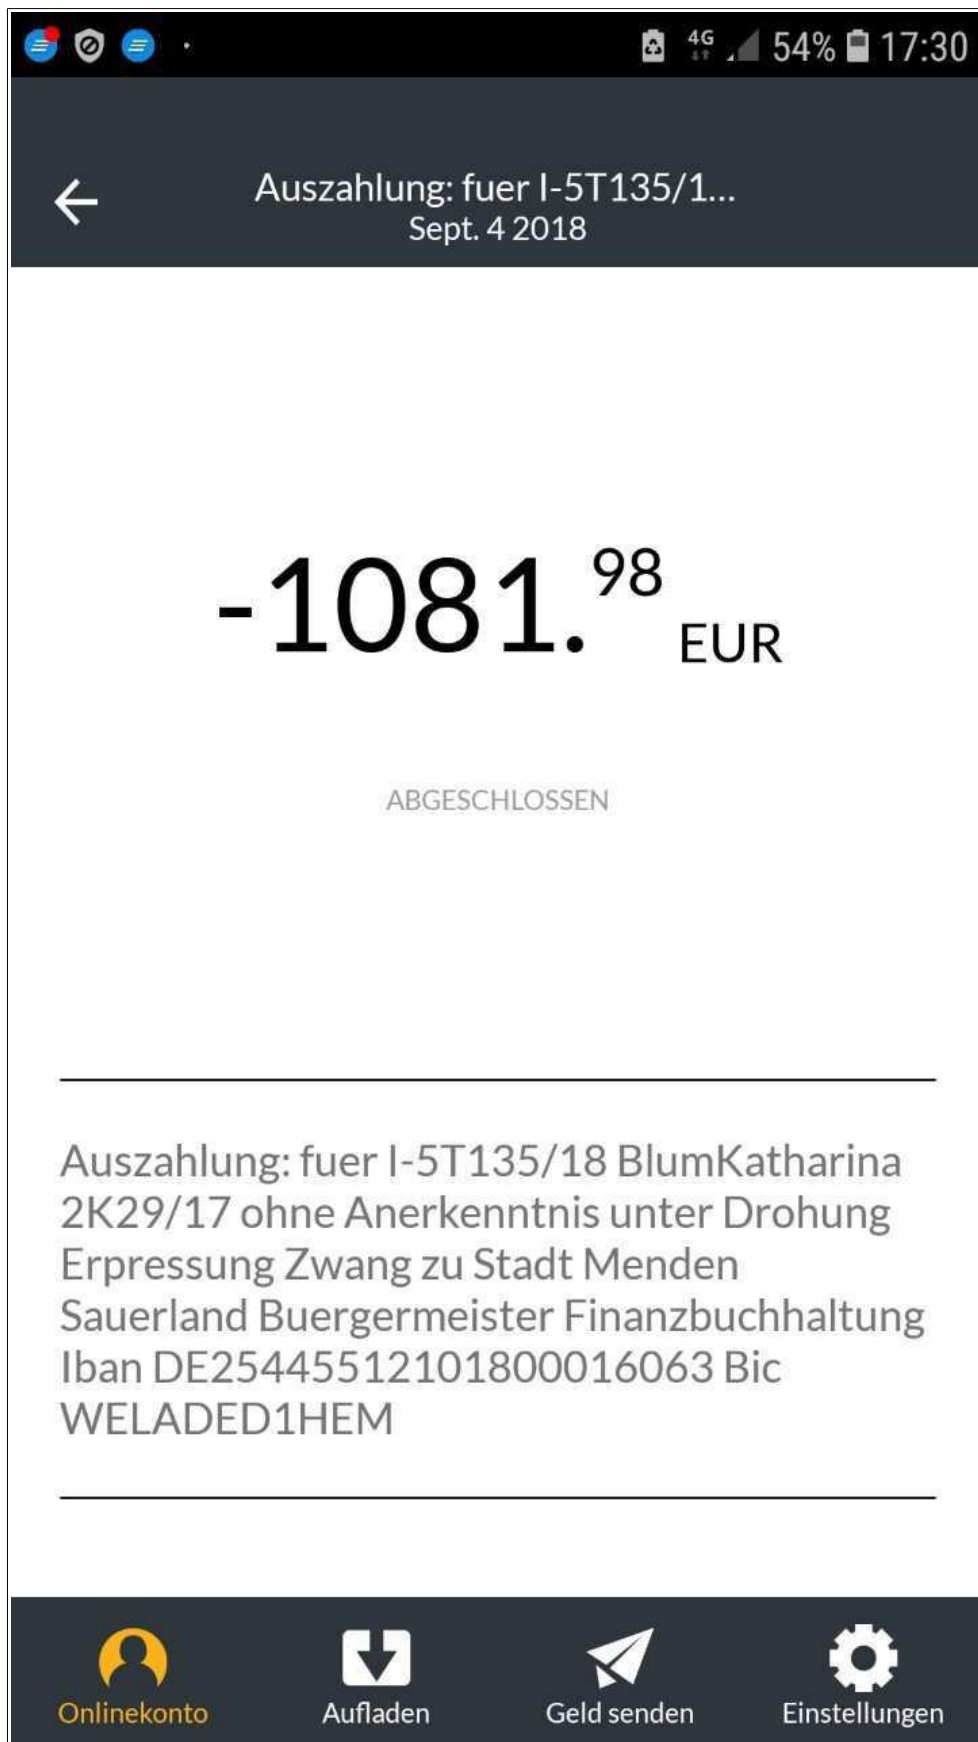 4G 54% 17:30
Auszahlung: fuer I-5T135/1...
Sept. 4 2018
-1081.98 EUR
ABGESCHLOSSEN
Auszahlung: fuer I-5T135/18 BlumKatharina
2K29/17 ohne Anerkenntnis unter Drohung
Erpressung Zwang zu Stadt Menden
Sauerland Buergermeister Finanzbuchhaltung
Iban DE25445512101800016063 Bic
WELADED1HEM
Onlinekonto Aufladen Geld senden Einstellungen